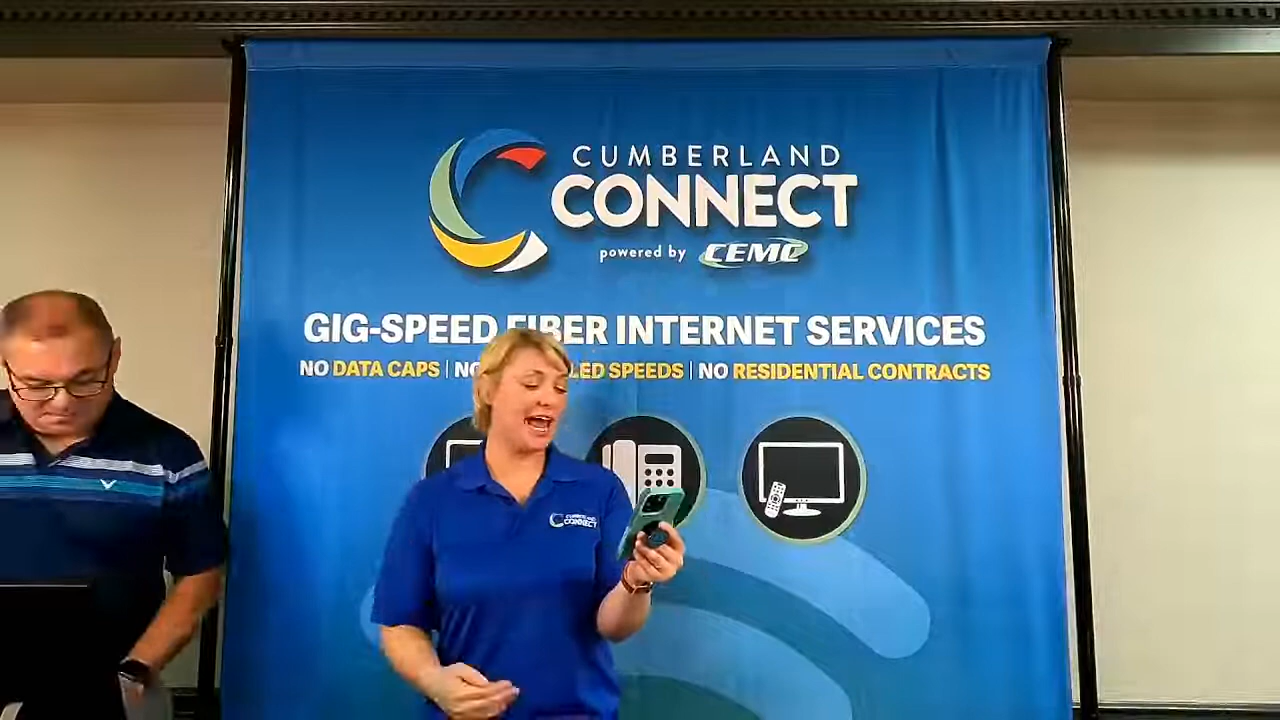 CUMBERLAND
CONNECT
powered by CEMC
GIG-SPEED FIBER INTERNET SERVICES
NO DATA CAPS | NO LED SPEEDS | NO RESIDENTIAL CONTRACTS
CUMBERLAND
CONNECT